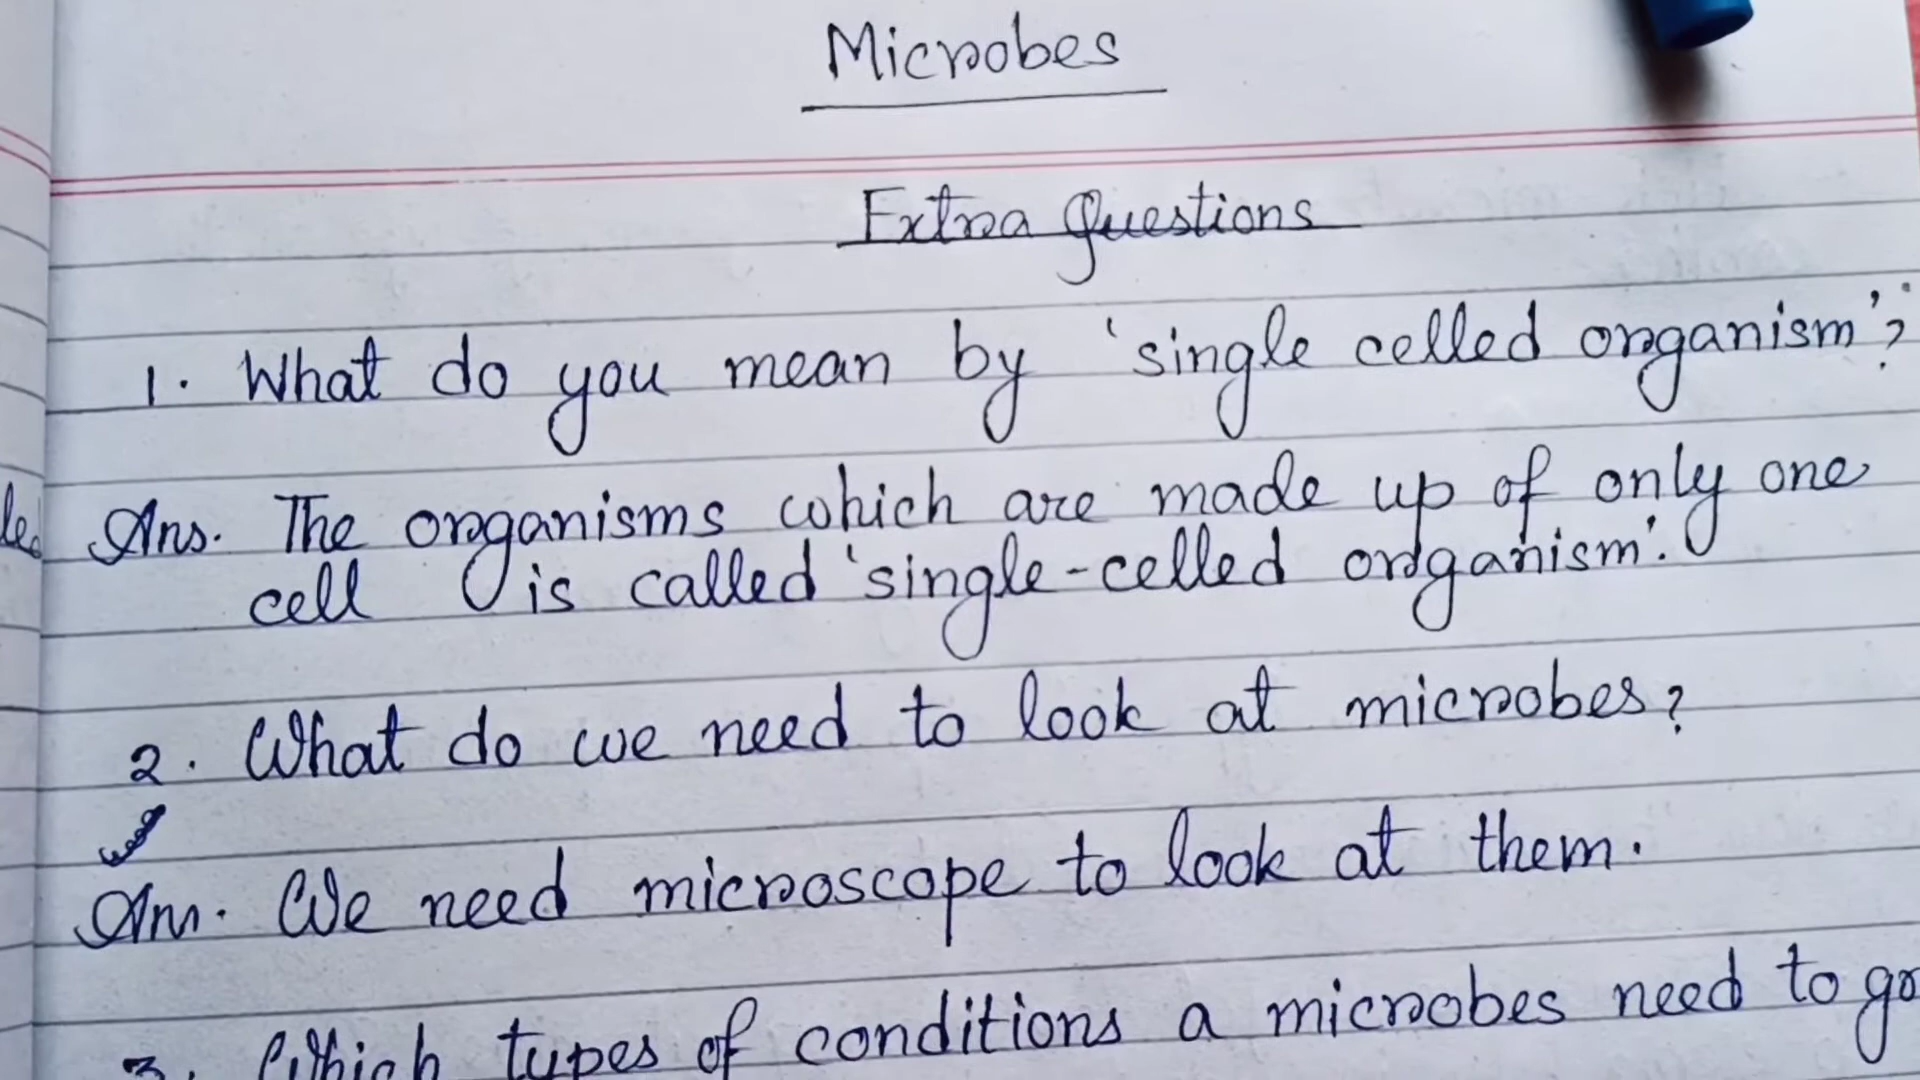 Microbes
Extra Questions
1. What do you mean by 'single celled organism'?
Ans. The organisms which are made up of only one
cell is called 'single-celled organism'.
2. What do we need to look at microbes?
Ans. We need microscope to look at them.
3. Which types of conditions a microbes need to